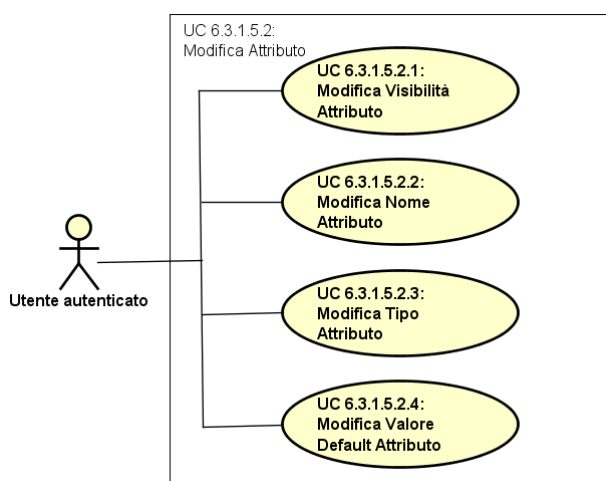 UC 6.3.1.5.2:
Modifica Attributo
UC 6.3.1.5.2.1:
Modifica Visibilità
Attributo
UC 6.3.1.5.2.2:
Modifica Nome
Attributo
Utente autenticato
UC 6.3.1.5.2.3:
Modifica Tipo
Attributo
UC 6.3.1.5.2.4:
Modifica Valore
Default Attributo